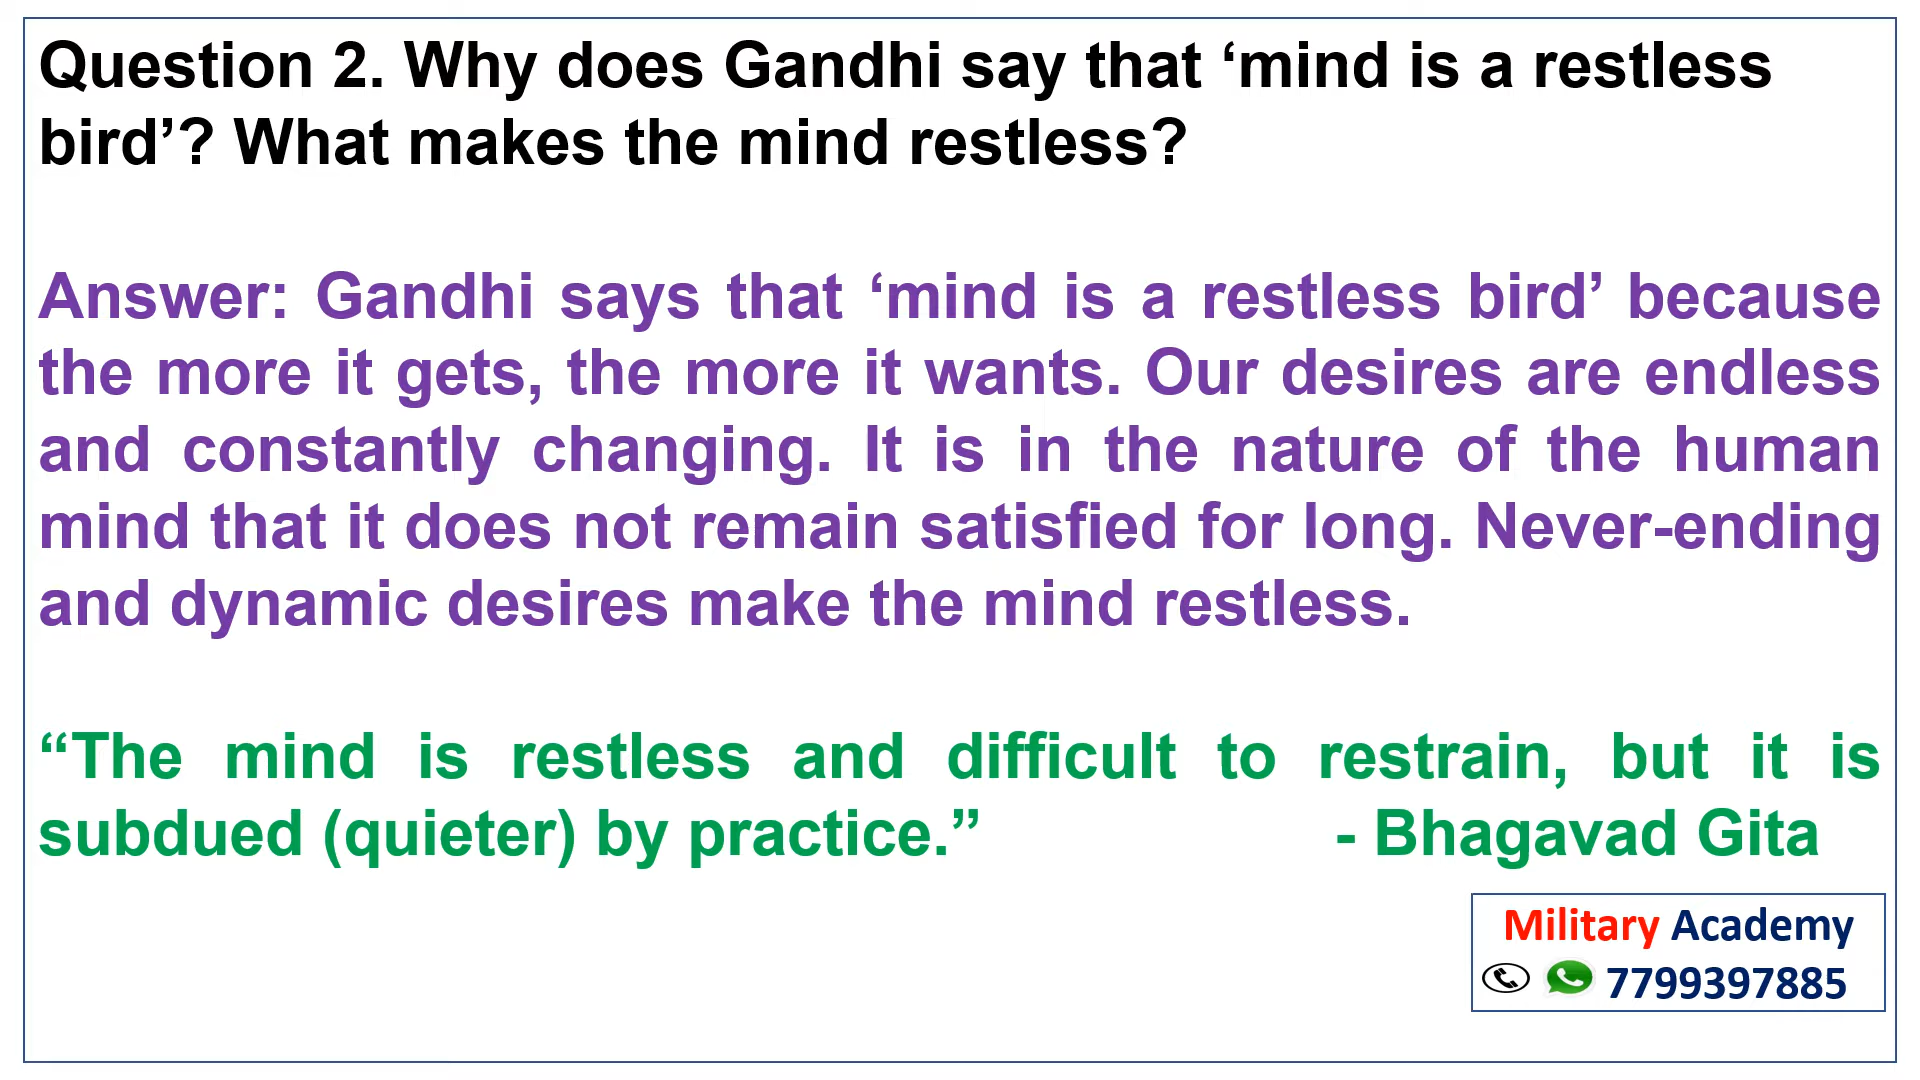 Question 2. Why does Gandhi say that ‘mind is a restless
bird’? What makes the mind restless?
Answer: Gandhi says that ‘mind is a restless bird’ because
the more it gets, the more it wants. Our desires are endless
and constantly changing. It is in the nature of the human
mind that it does not remain satisfied for long. Never-ending
and dynamic desires make the mind restless.
“The mind is restless and difficult to restrain, but it is
subdued (quieter) by practice.” - Bhagavad Gita
Military Academy
7799397885